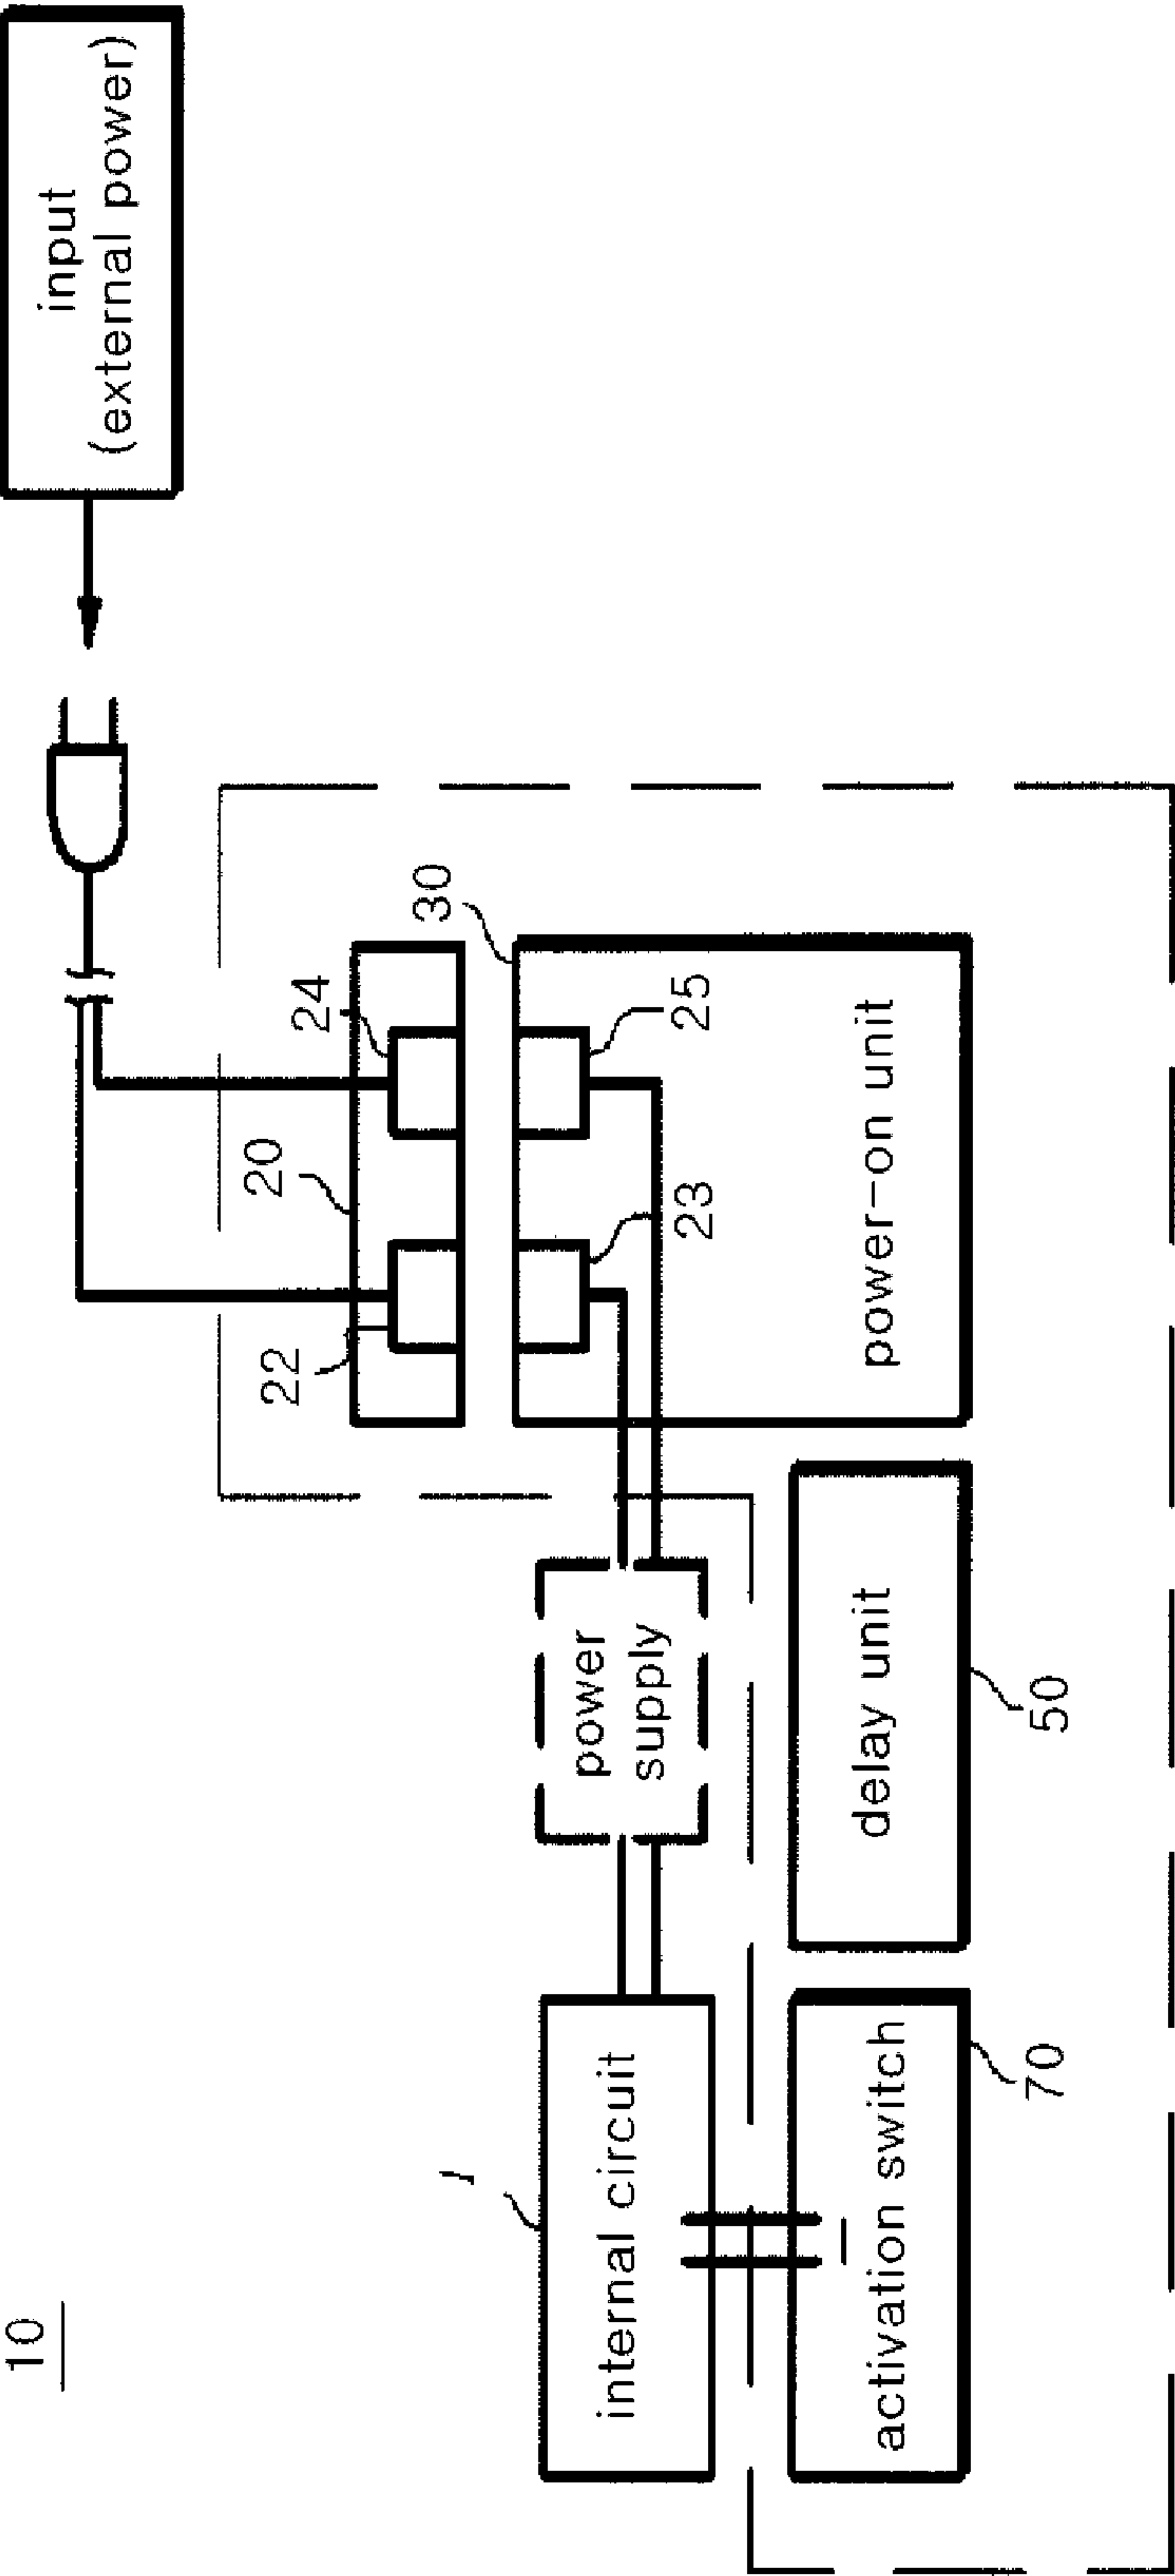 10
input
(external power)
1
internal circuit
power
supply
22
20
24
30
23
25
power-on unit
activation switch
70
delay unit
50